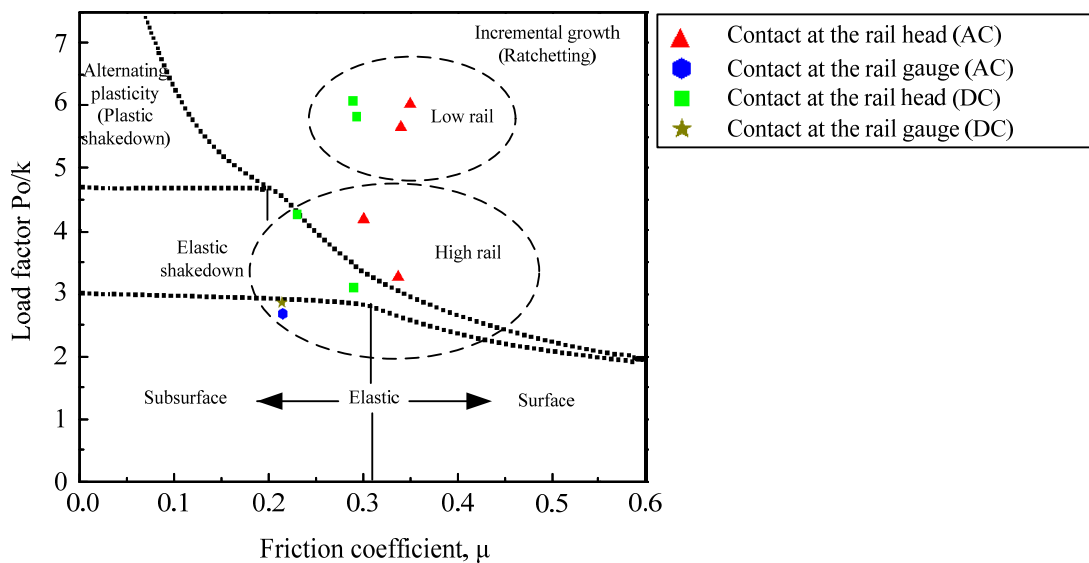 7
6
5
4
3
2
1
0
Load factor Po/k
0.0
0.1
0.2
0.3
0.4
0.5
0.6
Friction coefficient, μ
Alternating
plasticity
(Plastic
shakedown)
Incremental growth
(Ratchetting)
Low rail
Elastic
shakedown
High rail
Subsurface
Elastic
Surface
Contact at the rail head (AC)
Contact at the rail gauge (AC)
Contact at the rail head (DC)
Contact at the rail gauge (DC)